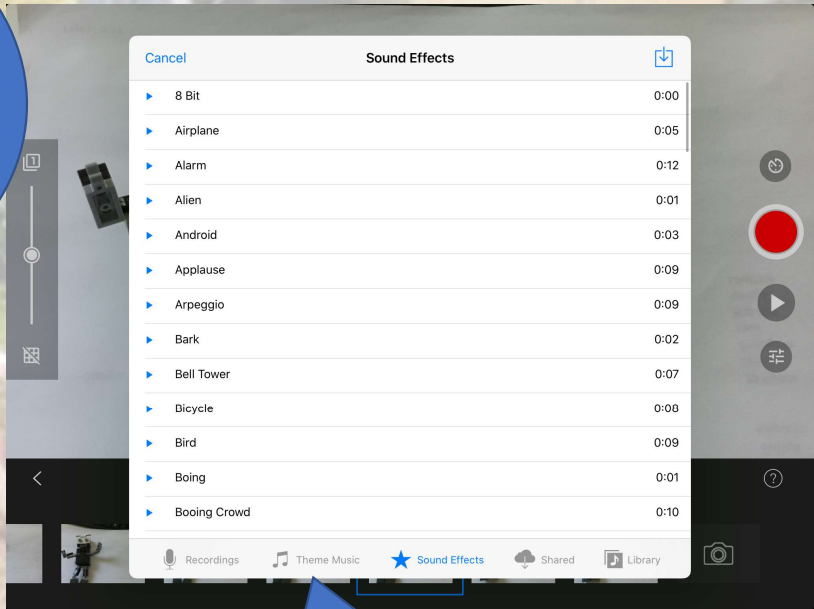 Cancel Sound Effects
8 Bit 0:00
Airplane 0:05
Alarm 0:12
1
Alien 0:01
Android 0:03
Applause 0:09
Arpeggio 0:09
Bark 0:02
Bell Tower 0:07
Bicycle 0:08
Bird 0:09
Boing 0:01
?
Booing Crowd 0:10
Recordings Theme Music Sound Effects Shared Library